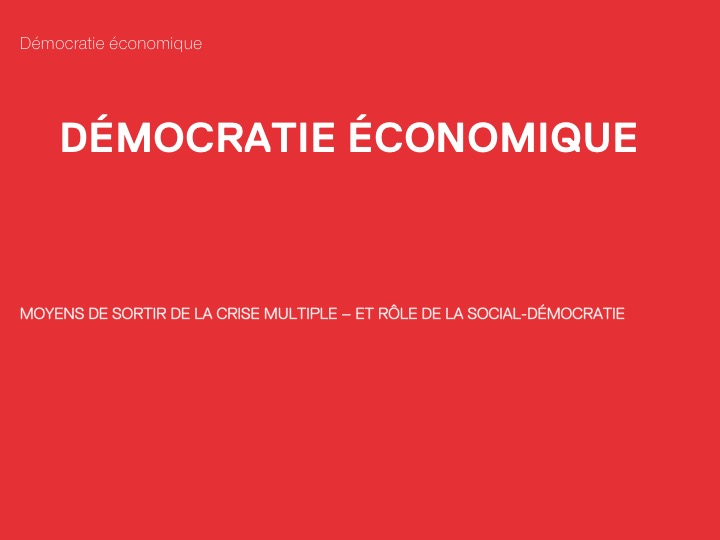 Démocratie économique
DÉMOCRATIE ÉCONOMIQUE
MOYENS DE SORTIR DE LA CRISE MULTIPLE – ET RÔLE DE LA SOCIAL-DÉMOCRATIE